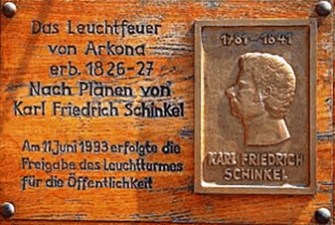 Das Leuchtfeuer
von Arkona
erb. 1826-27
Nach Plänen von
Karl Friedrich Schinkel
Am 11. Juni 1993 erfolgte die
Freigabe des Leuchtturmes
für die Öffentlichkeit
1781-1841
KARL FRIEDRICH
SCHINKEL